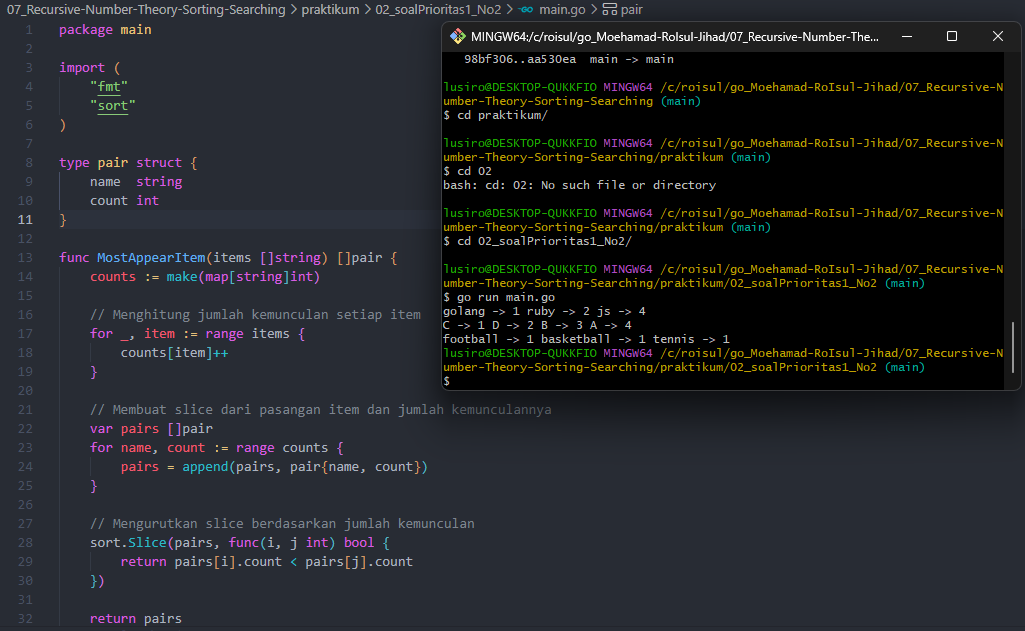 07_Recursive-Number-Theory-Sorting-Searching > praktikum > 02_soalPrioritas1_No2 > main.go > pair
1 package main
2
3 import (
4 "fmt"
5 "sort"
6 )
7
8 type pair struct {
9 name string
10 count int
11 }
12
13 func MostAppearItem(items []string) []pair {
14 counts := make(map[string]int)
15
16 // Menghitung jumlah kemunculan setiap item
17 for _, item := range items {
18 counts[item]++
19 }
20
21 // Membuat slice dari pasangan item dan jumlah kemunculannya
22 var pairs []pair
23 for name, count := range counts {
24 pairs = append(pairs, pair{name, count})
25 }
26
27 // Mengurutkan slice berdasarkan jumlah kemunculan
28 sort.Slice(pairs, func(i, j int) bool {
29 return pairs[i].count < pairs[j].count
30 })
31
32 return pairs
MINGW64:/c/roisul/go_Moehamad-RoIsul-Jihad/07_Recursive-Number-The...
98bf306..aa530ea main -> main
lusiro@DESKTOP-QUKKFIO MINGW64 /c/roisul/go_Moehamad-RoIsul-Jihad/07_Recursive-N
umber-Theory-Sorting-Searching (main)
$ cd praktikum/
lusiro@DESKTOP-QUKKFIO MINGW64 /c/roisul/go_Moehamad-RoIsul-Jihad/07_Recursive-N
umber-Theory-Sorting-Searching/praktikum (main)
$ cd 02
bash: cd: 02: No such file or directory
lusiro@DESKTOP-QUKKFIO MINGW64 /c/roisul/go_Moehamad-RoIsul-Jihad/07_Recursive-N
umber-Theory-Sorting-Searching/praktikum (main)
$ cd 02_soalPrioritas1_No2/
lusiro@DESKTOP-QUKKFIO MINGW64 /c/roisul/go_Moehamad-RoIsul-Jihad/07_Recursive-N
umber-Theory-Sorting-Searching/praktikum/02_soalPrioritas1_No2 (main)
$ go run main.go
golang -> 1 ruby -> 2 js -> 4
C -> 1 D -> 2 B -> 3 A -> 4
football -> 1 basketball -> 1 tennis -> 1
lusiro@DESKTOP-QUKKFIO MINGW64 /c/roisul/go_Moehamad-RoIsul-Jihad/07_Recursive-N
umber-Theory-Sorting-Searching/praktikum/02_soalPrioritas1_No2 (main)
$